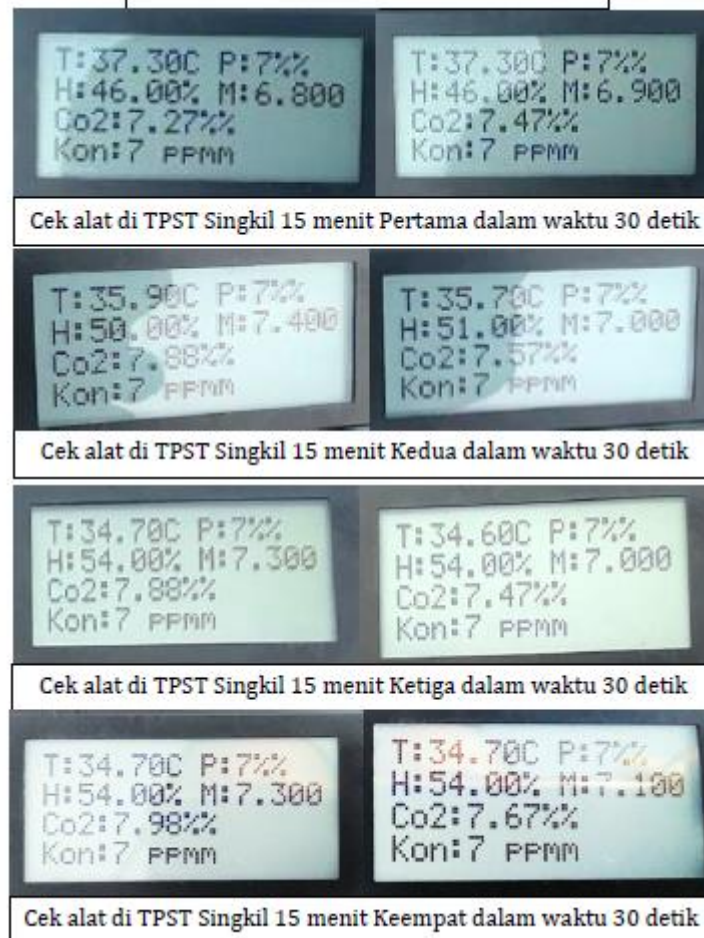 T:37.30C P:7%%
H:46.00% M:6.800
Co2:7.27%%
Kon:7 PPMM
T:37.30C P:7%%
H:46.00% M:6.900
Co2:7.47%%
Kon:7 PPMM
Cek alat di TPST Singkil 15 menit Pertama dalam waktu 30 detik
T:35.90C P:7%%
H:50.00% M:7.400
Co2:7.88%%
Kon:7 PPMM
T:35.70C P:7%%
H:51.00% M:7.000
Co2:7.57%%
Kon:7 PPMM
Cek alat di TPST Singkil 15 menit Kedua dalam waktu 30 detik
T:34.70C P:7%%
H:54.00% M:7.300
Co2:7.88%%
Kon:7 PPMM
T:34.60C P:7%%
H:54.00% M:7.000
Co2:7.47%%
Kon:7 PPMM
Cek alat di TPST Singkil 15 menit Ketiga dalam waktu 30 detik
T:34.70C P:7%%
H:54.00% M:7.300
Co2:7.98%%
Kon:7 PPMM
T:34.70C P:7%%
H:54.00% M:7.100
Co2:7.67%%
Kon:7 PPMM
Cek alat di TPST Singkil 15 menit Keempat dalam waktu 30 detik